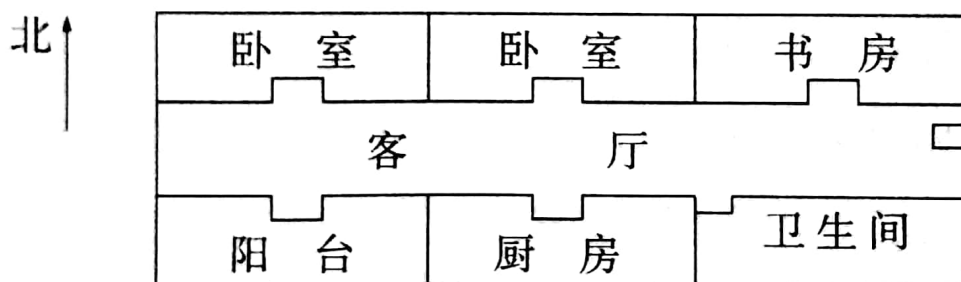 北
卧 室 卧 室 书 房
客 厅
阳 台 厨 房 卫生间